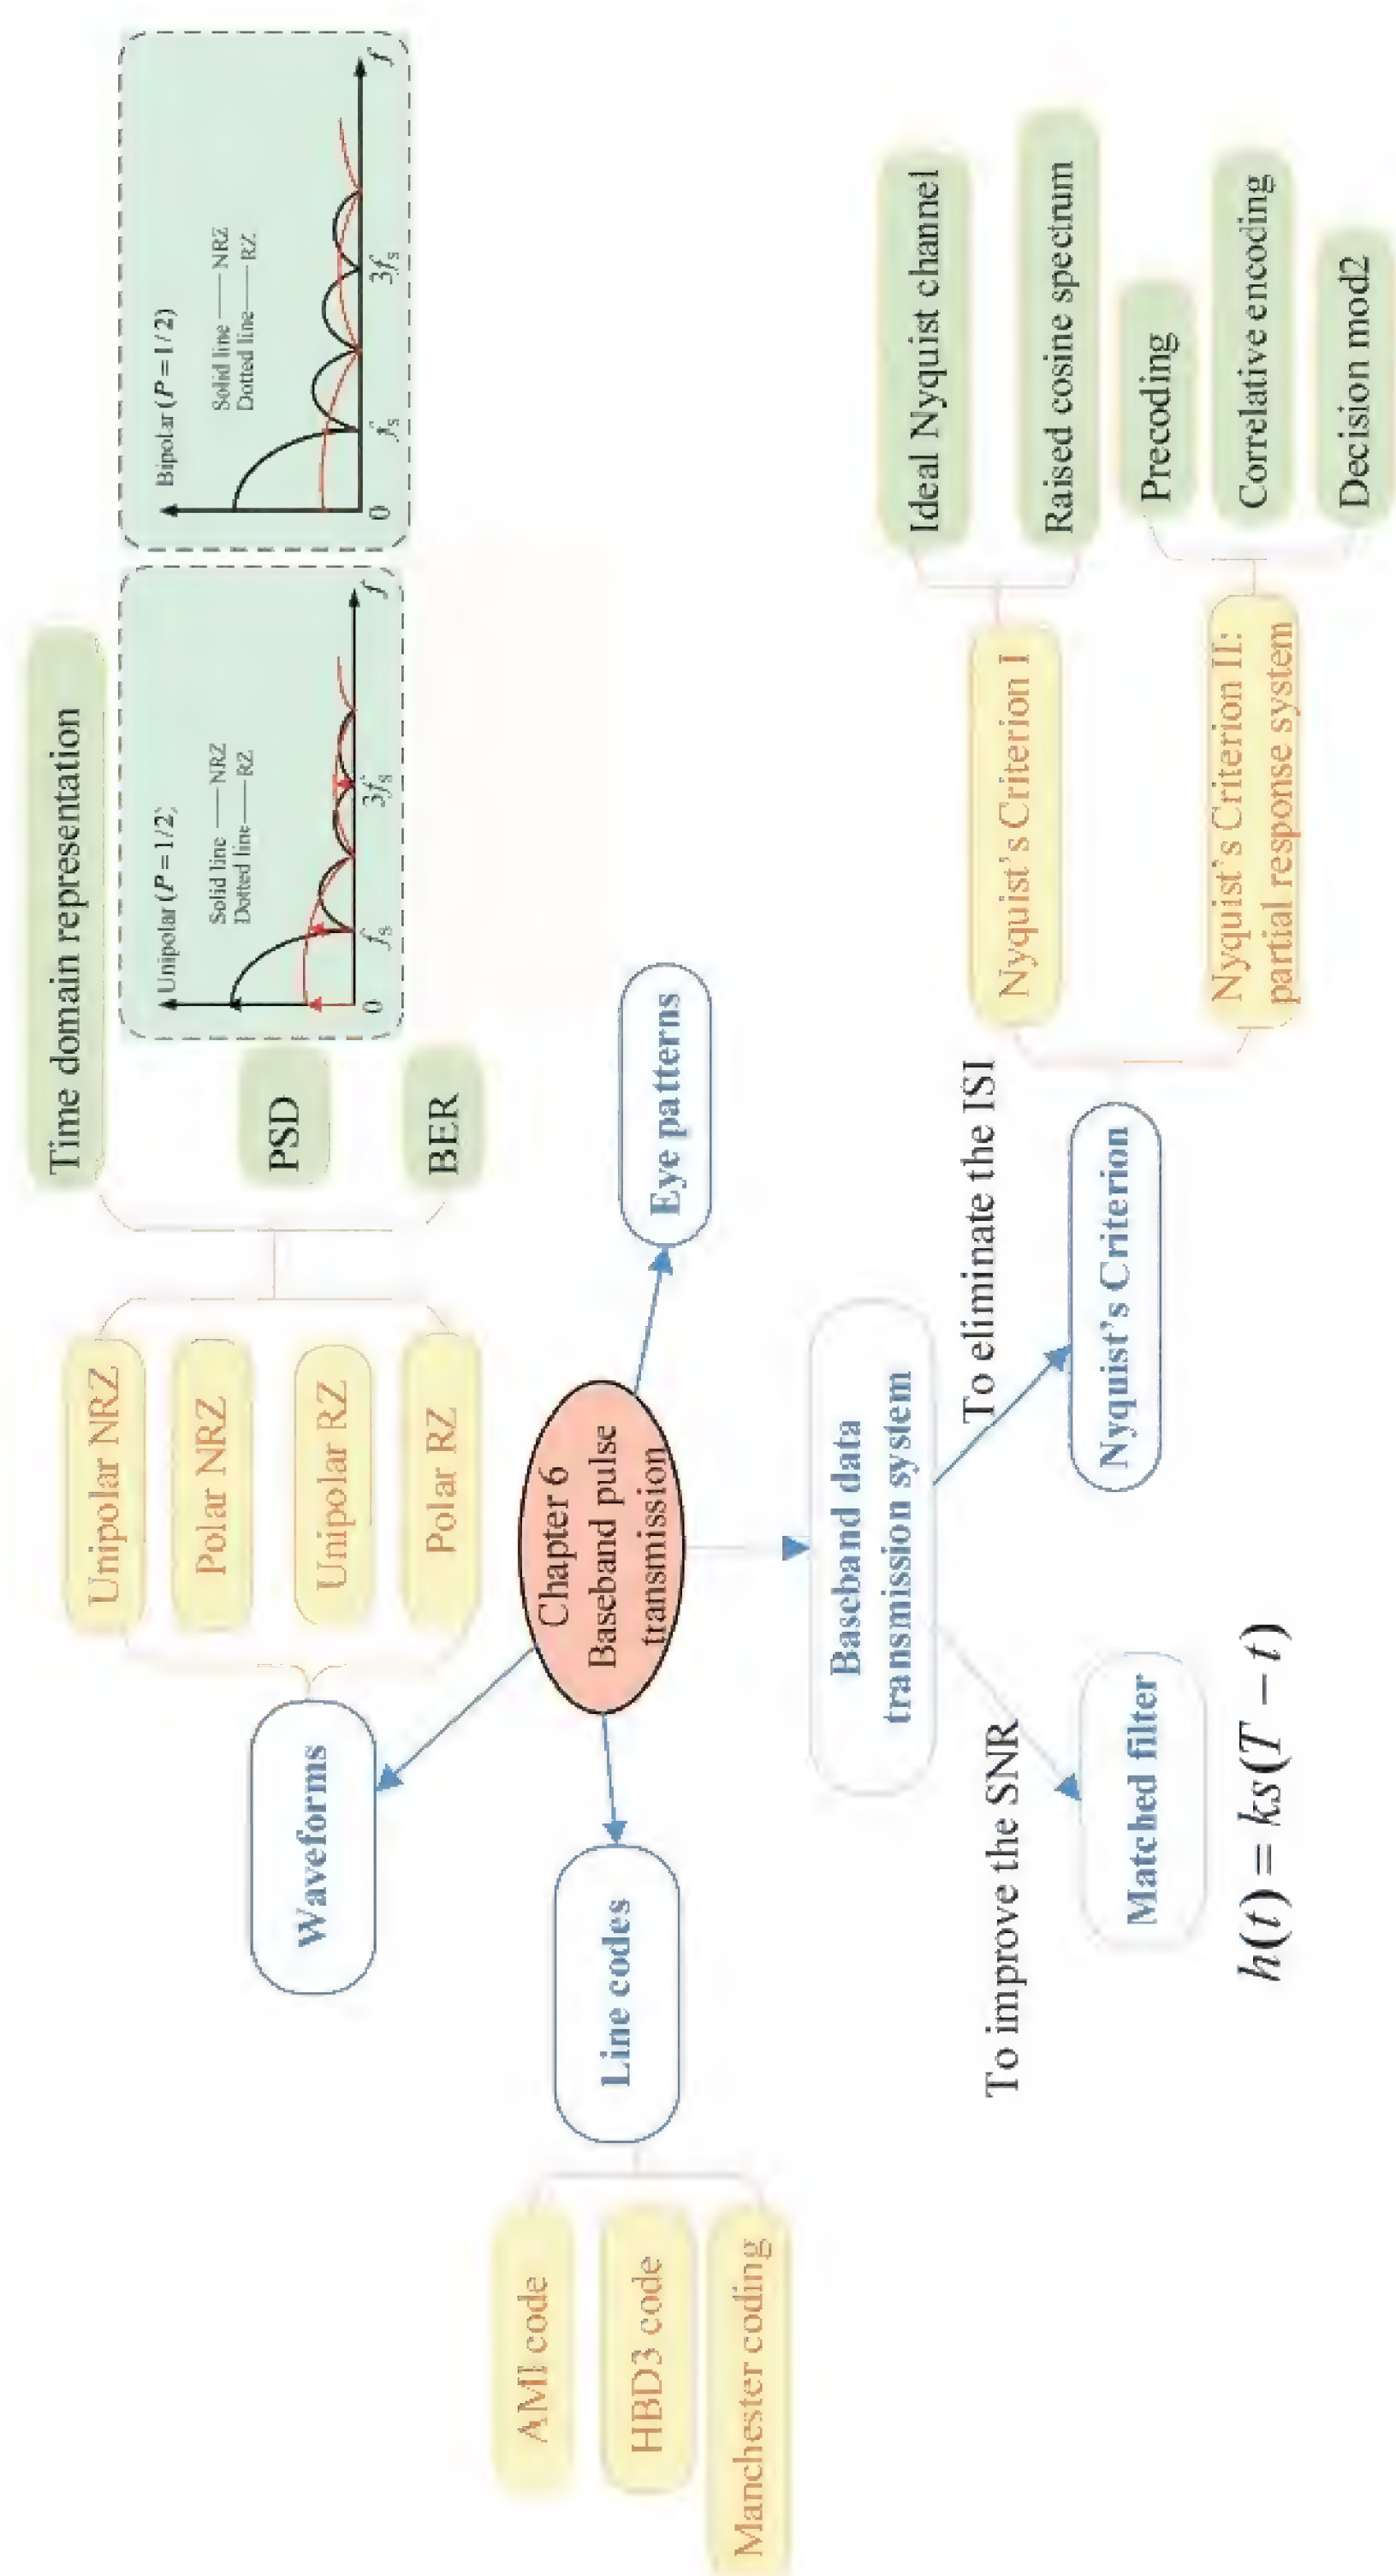 Time domain representation
Unipolar (P=1/2)
Solid line——NRZ
Dotted line——RZ
0
fs
3fs
f
Bipolar (P=1/2)
Solid line——NRZ
Dotted line——RZ
0
fs
3fs
f
PSD
BER
Unipolar NRZ
Polar NRZ
Unipolar RZ
Polar RZ
Waveforms
Chapter 6
Baseband pulse
transmission
Eye patterns
Line codes
AMI code
HBD3 code
Manchester coding
Baseband data
transmission system
To improve the SNR
To eliminate the ISI
Matched filter
h(t) = ks(T − t)
Nyquist's Criterion
Nyquist's Criterion I
Ideal Nyquist channel
Raised cosine spectrum
Nyquist's Criterion II:
partial response system
Precoding
Correlative encoding
Decision mod2